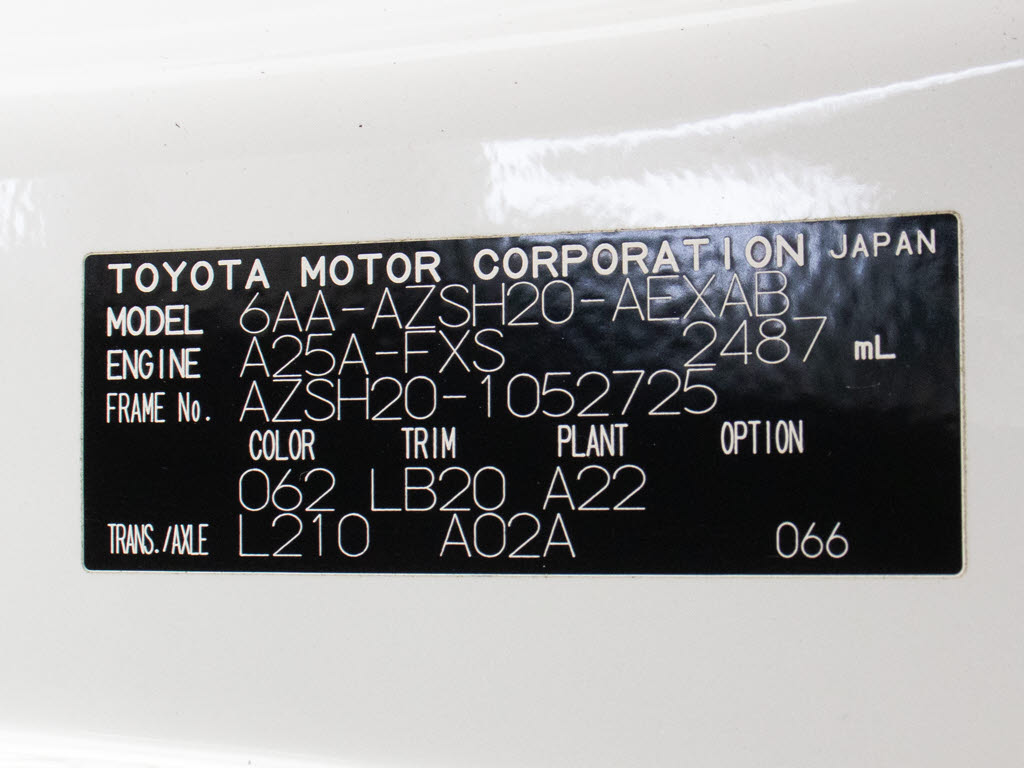 TOYOTA MOTOR CORPORATION JAPAN
MODEL 6AA-AZSH20-AEXAB
ENGINE A25A-FXS 2487 mL
FRAME No. AZSH20-1052725
COLOR TRIM PLANT OPTION
062 LB20 A22
TRANS./AXLE L210 A02A 066